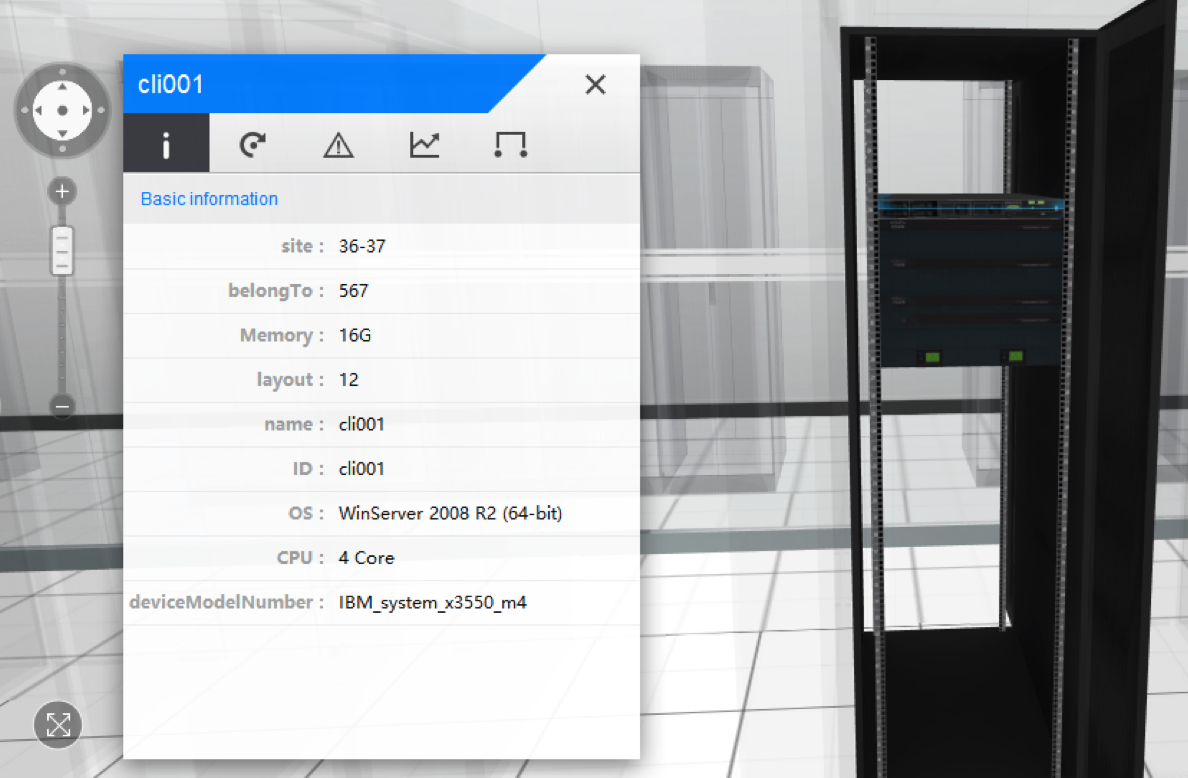 cli001
Basic information
site : 36-37
belongTo : 567
Memory : 16G
layout : 12
name : cli001
ID : cli001
OS : WinServer 2008 R2 (64-bit)
CPU : 4 Core
deviceModelNumber : IBM_system_x3550_m4